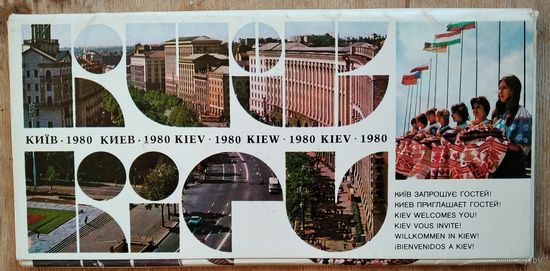 КИЇВ · 1980 КИЕВ · 1980 KIEV · 1980 KIEW · 1980 KIEV · 1980
КИЇВ ЗАПРОШУЄ ГОСТЕЙ!
КИЕВ ПРИГЛАШАЕТ ГОСТЕЙ!
KIEV WELCOMES YOU!
KIEV VOUS INVITE!
WILLKOMMEN IN KIEW!
¡BIENVENIDOS A KIEV!